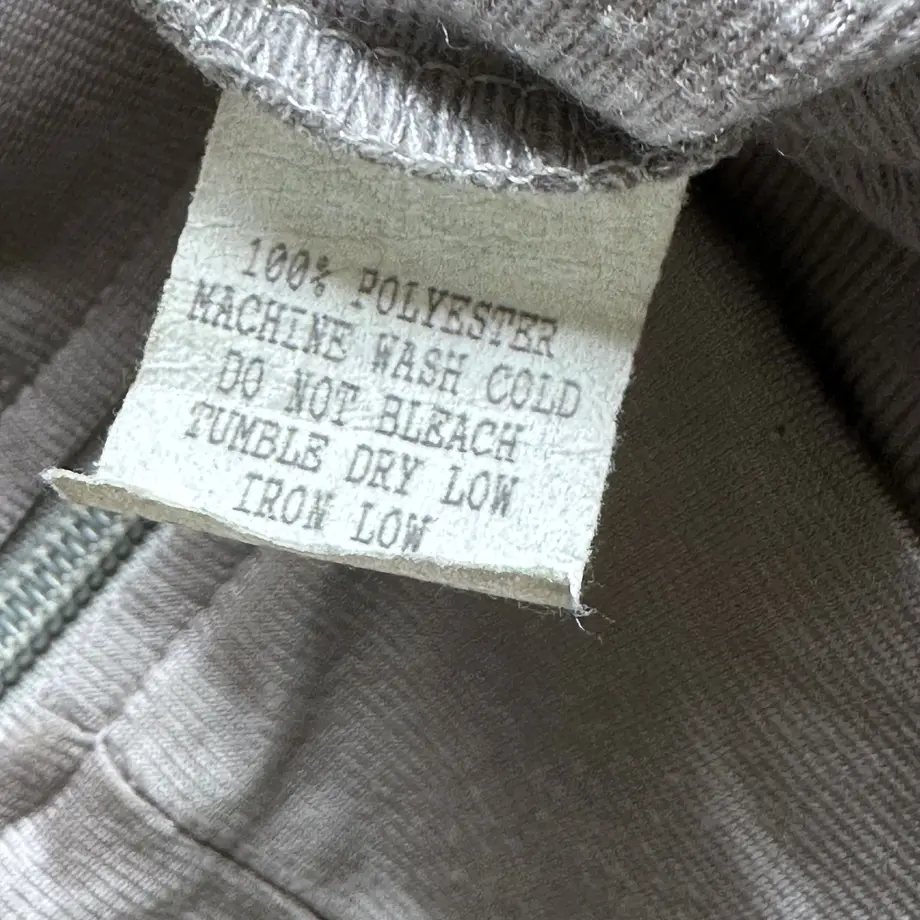 100% POLYESTER
MACHINE WASH COLD
DO NOT BLEACH
TUMBLE DRY LOW
IRON LOW